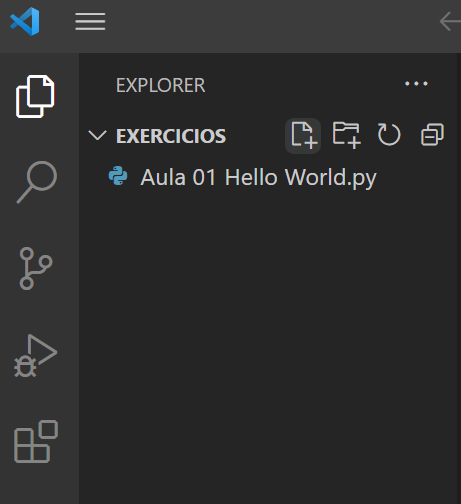 EXPLORER
EXERCICIOS
Aula 01 Hello World.py